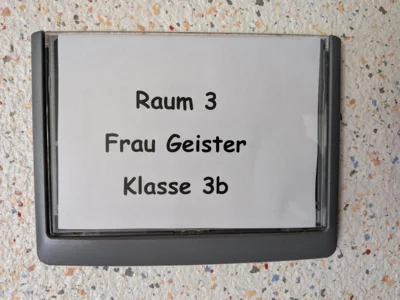 Raum 3
Frau Geister
Klasse 3b